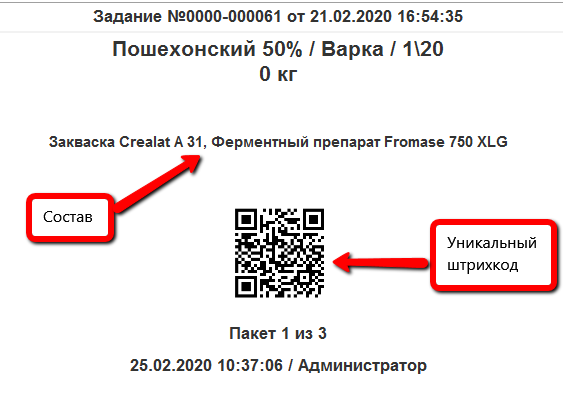 Задание №0000-000061 от 21.02.2020 16:54:35
Пошехонский 50% / Варка / 1\20
0 кг
Закваска Crealat A 31, Ферментный препарат Fromase 750 XLG
Состав
Уникальный
штрихкод
Пакет 1 из 3
25.02.2020 10:37:06 / Администратор